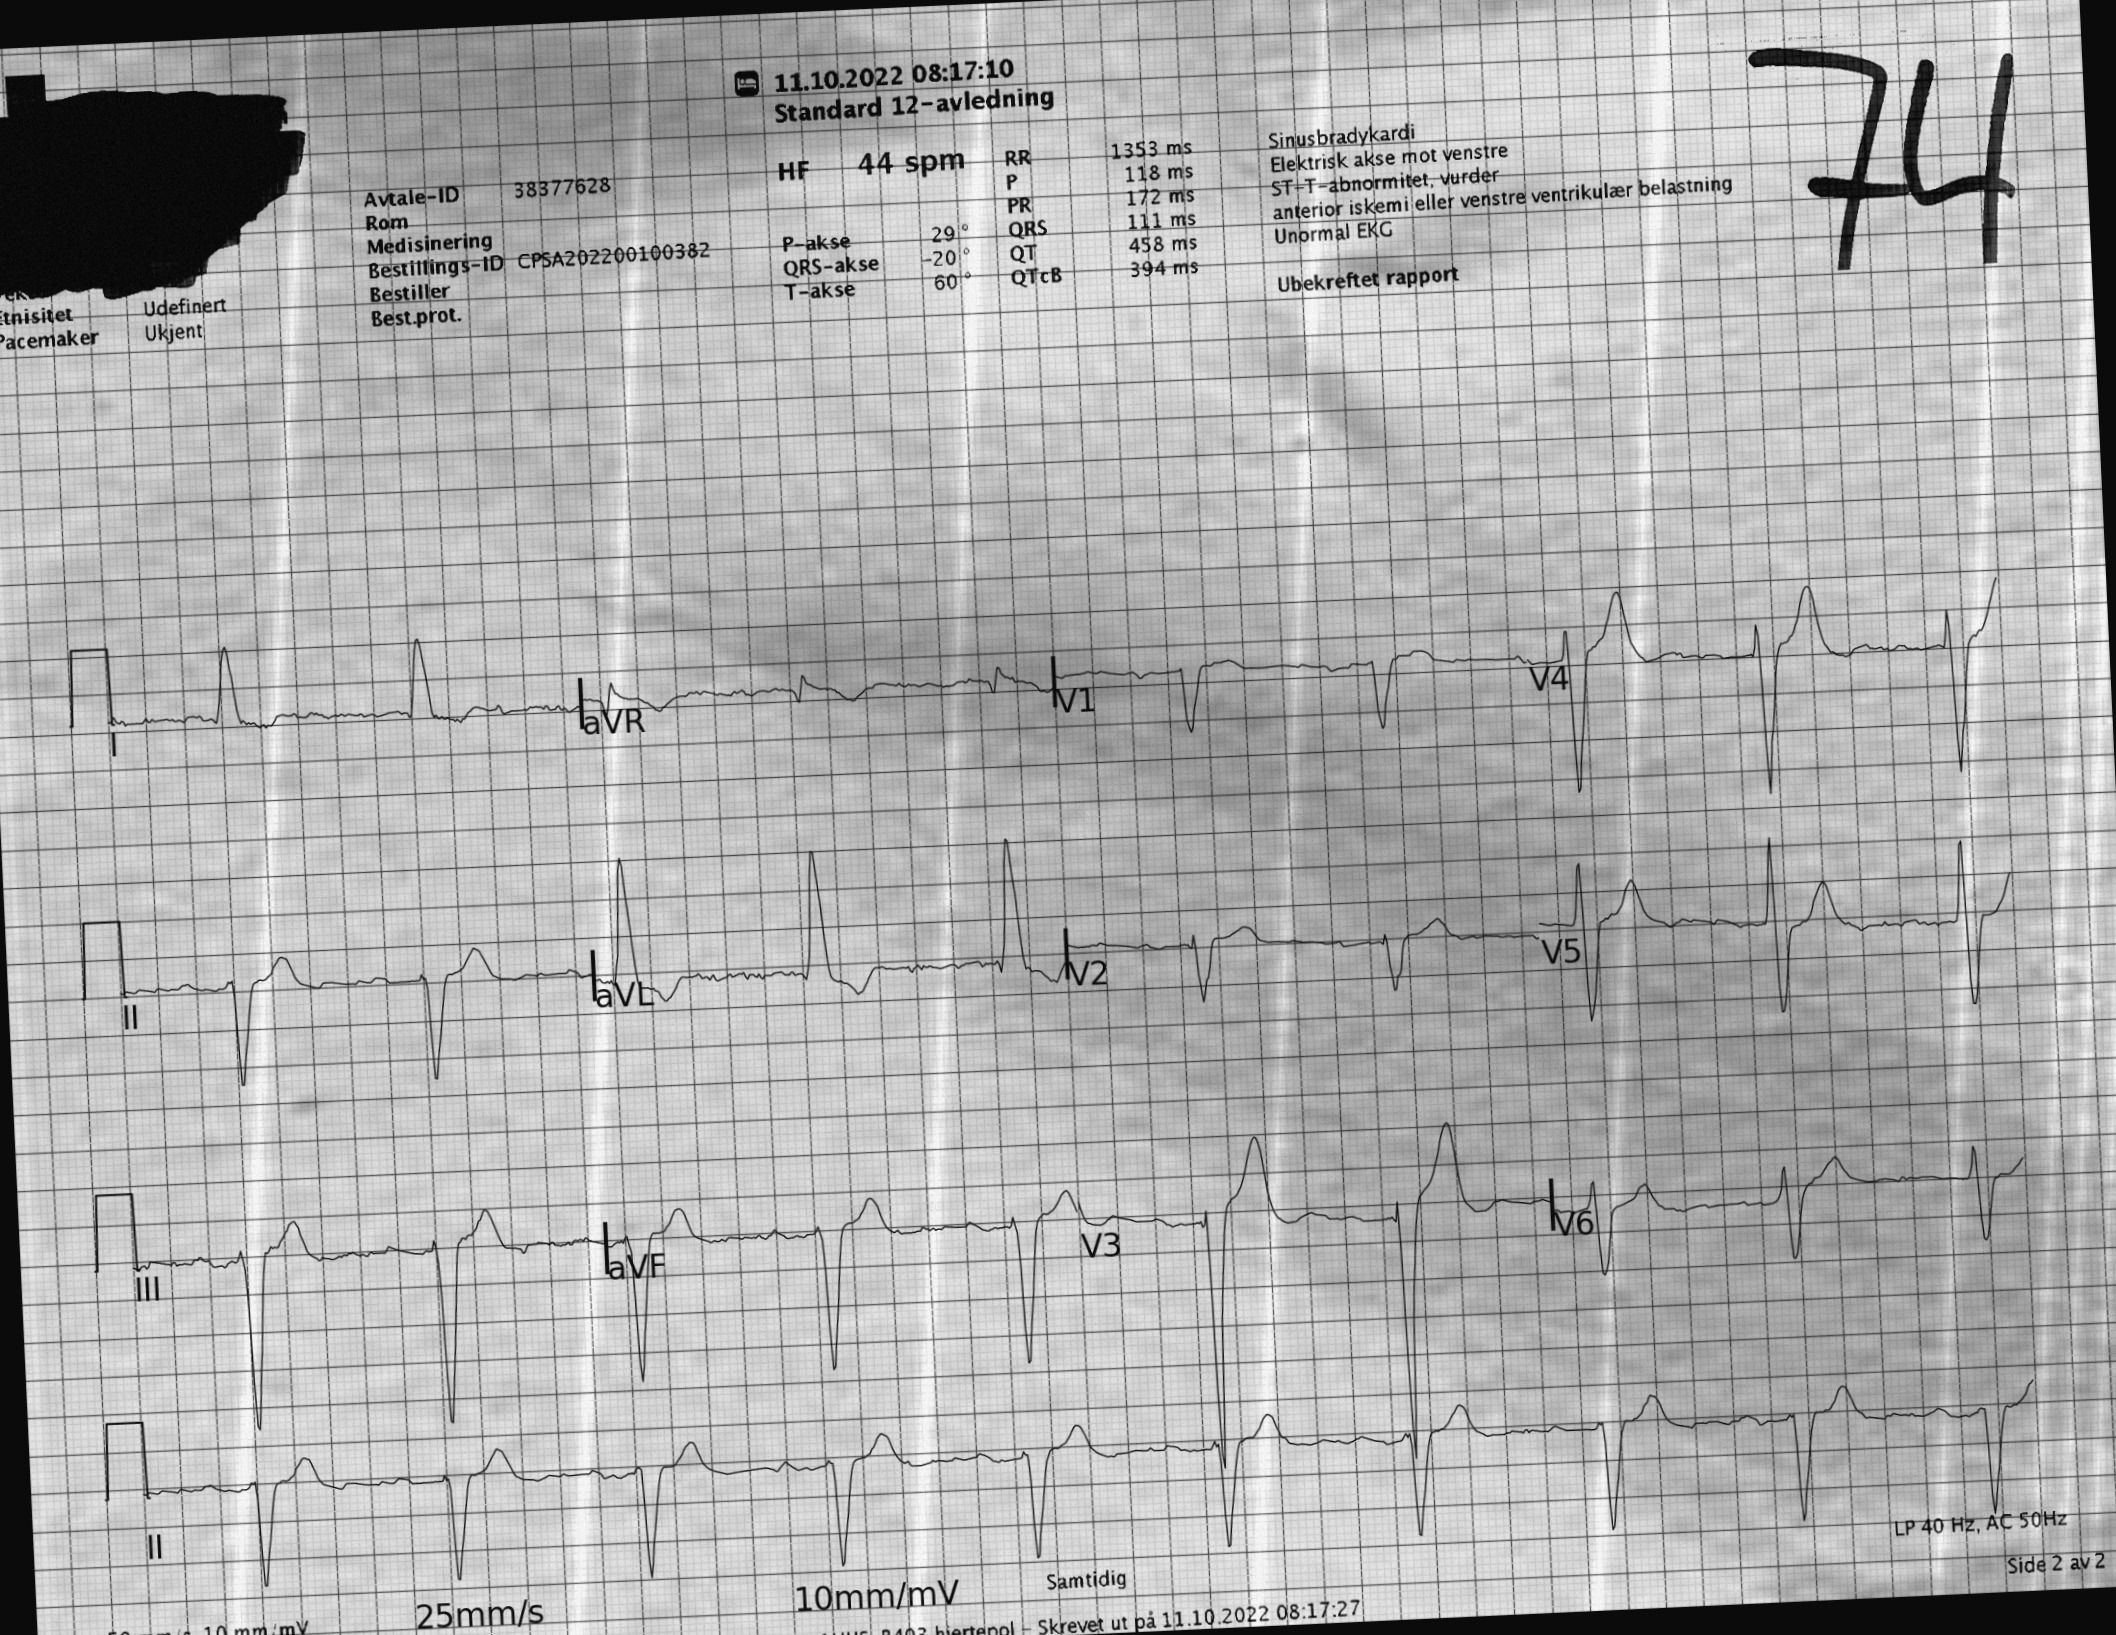 11.10.2022 08:17:10
Standard 12-avledning
74
Avtale-ID 38377628
Rom
Medisinering
Bestillings-ID CPSA202200100382
Bestiller
Best.prot.
Etnisitet Udefinert
Pacemaker Ukjent
HF 44 spm
P-akse 29°
QRS-akse -20°
T-akse 60°
RR 1353 ms
P 118 ms
PR 172 ms
QRS 111 ms
QT 458 ms
QTcB 394 ms
Sinusbradykardi
Elektrisk akse mot venstre
ST-T-abnormitet, vurder
anterior iskemi eller venstre ventrikulær belastning
Unormal EKG
Ubekreftet rapport
I aVR V1 V4
II aVL V2 V5
III aVF V3 V6
II
LP 40 Hz, AC 50Hz
Side 2 av 2
25mm/s 10mm/mV Samtidig
10 mm/mV
hjertepol - Skrevet ut på 11.10.2022 08:17:27